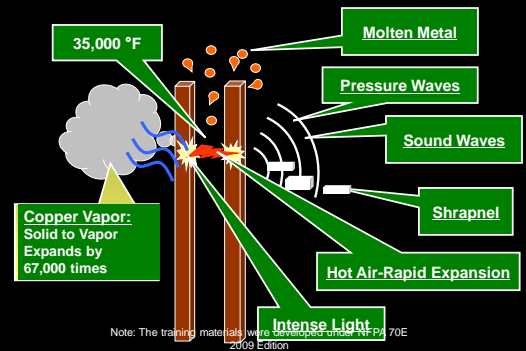 35,000 °F
Molten Metal
Pressure Waves
Sound Waves
Shrapnel
Copper Vapor:
Solid to Vapor
Expands by
67,000 times
Hot Air-Rapid Expansion
Intense Light
Note: The training materials were developed under NFPA 70E
2009 Edition